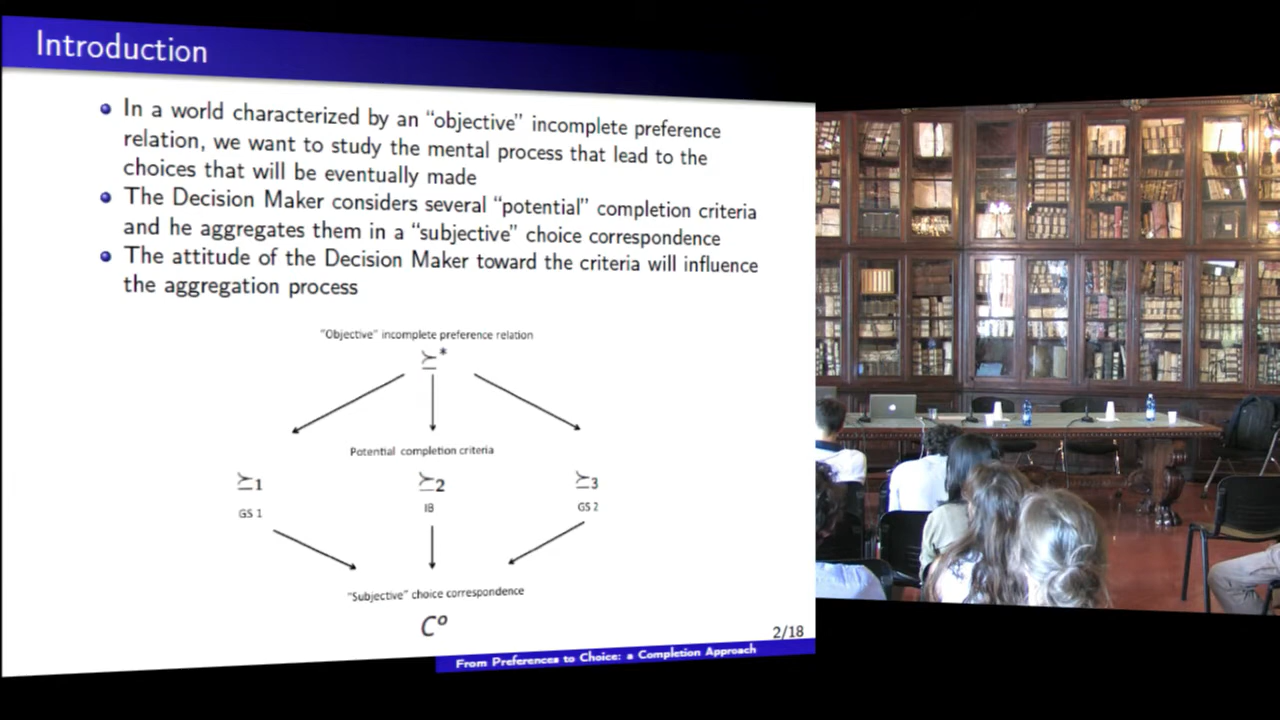 Introduction
In a world characterized by an “objective” incomplete preference
relation, we want to study the mental process that lead to the
choices that will be eventually made
The Decision Maker considers several “potential” completion criteria
and he aggregates them in a “subjective” choice correspondence
The attitude of the Decision Maker toward the criteria will influence
the aggregation process
"Objective" incomplete preference relation
≿*
Potential completion criteria
≿1 ≿2 ≿3
GS 1 IB GS 2
"Subjective" choice correspondence
Cº
2/18
From Preferences to Choice: a Completion Approach